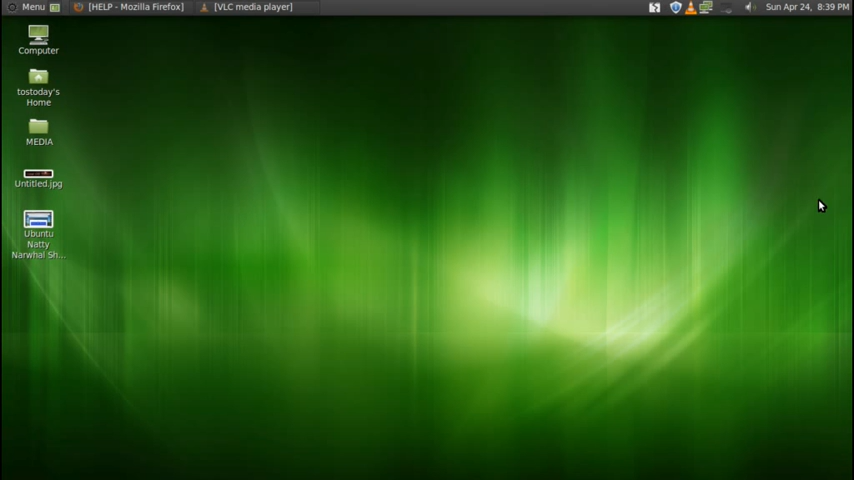 Menu [HELP - Mozilla Firefox] [VLC media player] Sun Apr 24, 8:39 PM
Computer
tostoday's
Home
MEDIA
Untitled.jpg
Ubuntu
Natty
Narwhal Sh...